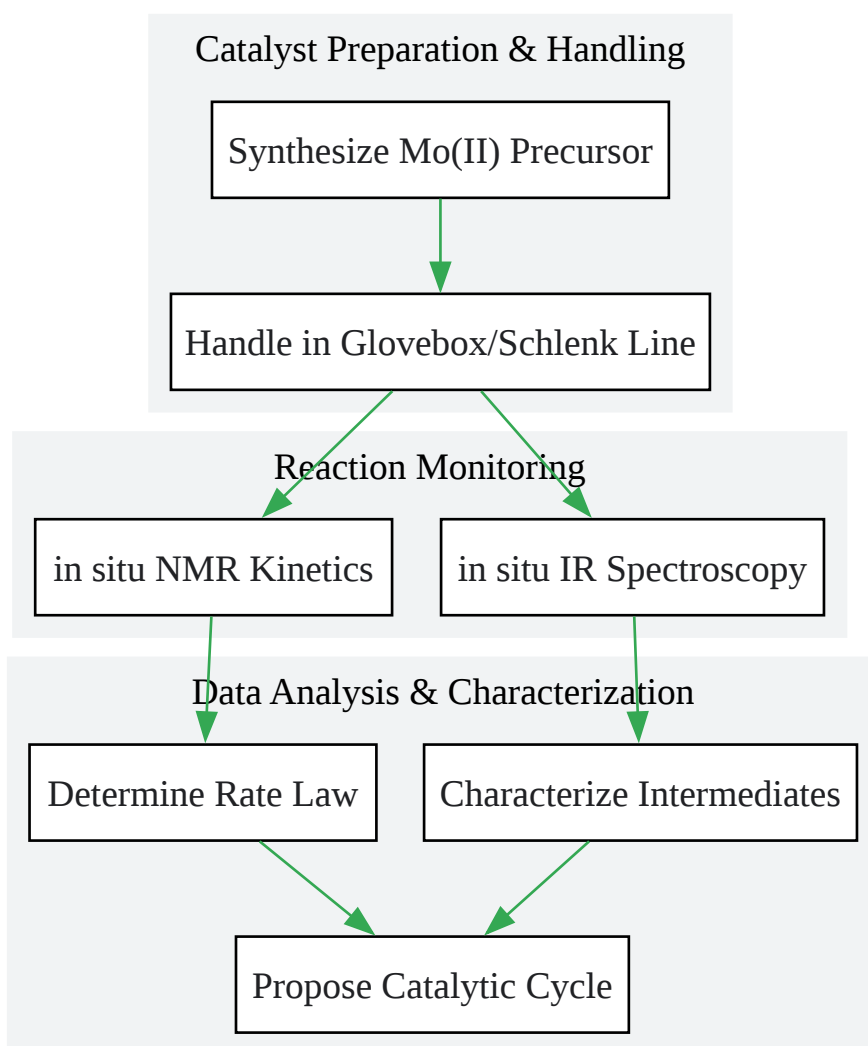 Catalyst Preparation & Handling
Synthesize Mo(II) Precursor
Handle in Glovebox/Schlenk Line
Reaction Monitoring
in situ NMR Kinetics
in situ IR Spectroscopy
Data Analysis & Characterization
Determine Rate Law
Characterize Intermediates
Propose Catalytic Cycle